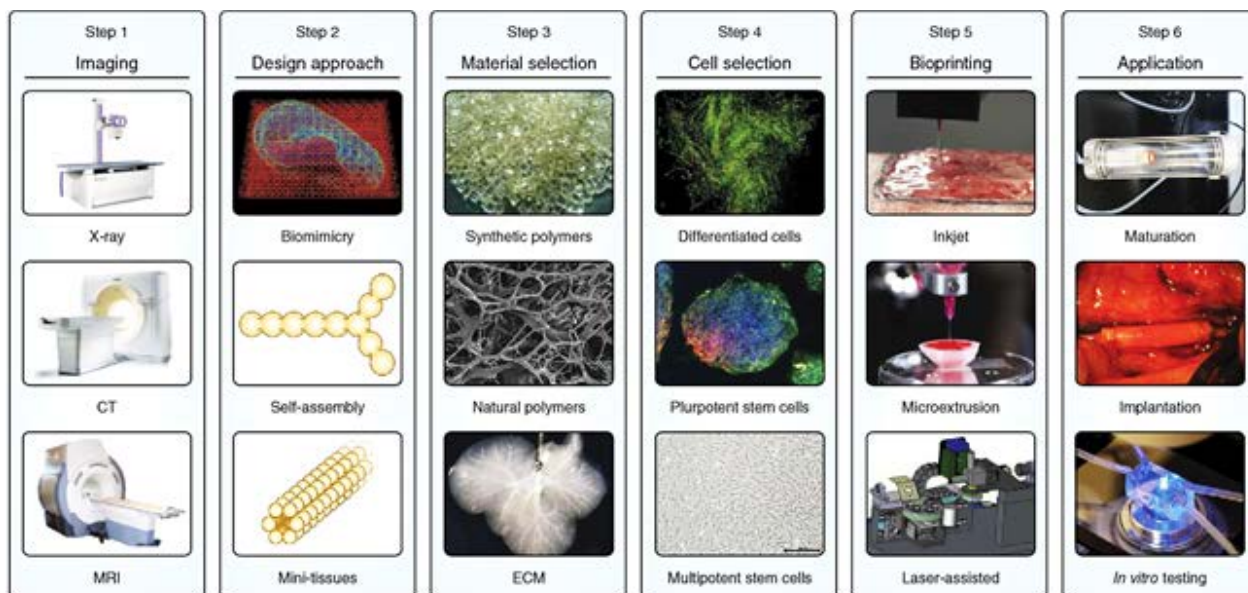 Step 1
Imaging
X-ray
CT
MRI
Step 2
Design approach
Biomimicry
Self-assembly
Mini-tissues
Step 3
Material selection
Synthetic polymers
Natural polymers
ECM
Step 4
Cell selection
Differentiated cells
Plurpotent stem cells
Multipotent stem cells
Step 5
Bioprinting
Inkjet
Microextrusion
Laser-assisted
Step 6
Application
Maturation
Implantation
In vitro testing